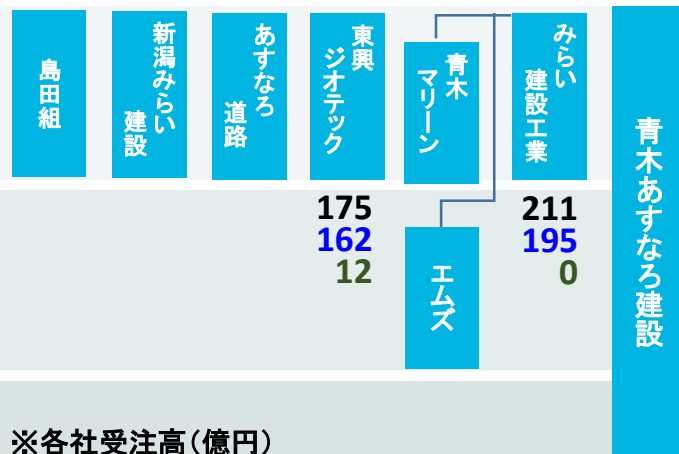 島田組
新潟みらい
建設
あすなろ
道路
東興
ジオテック
青木
マリーン
みらい
建設工業
青木あすなろ建設
175
162
12
211
195
0
エムズ
※各社受注高(億円)